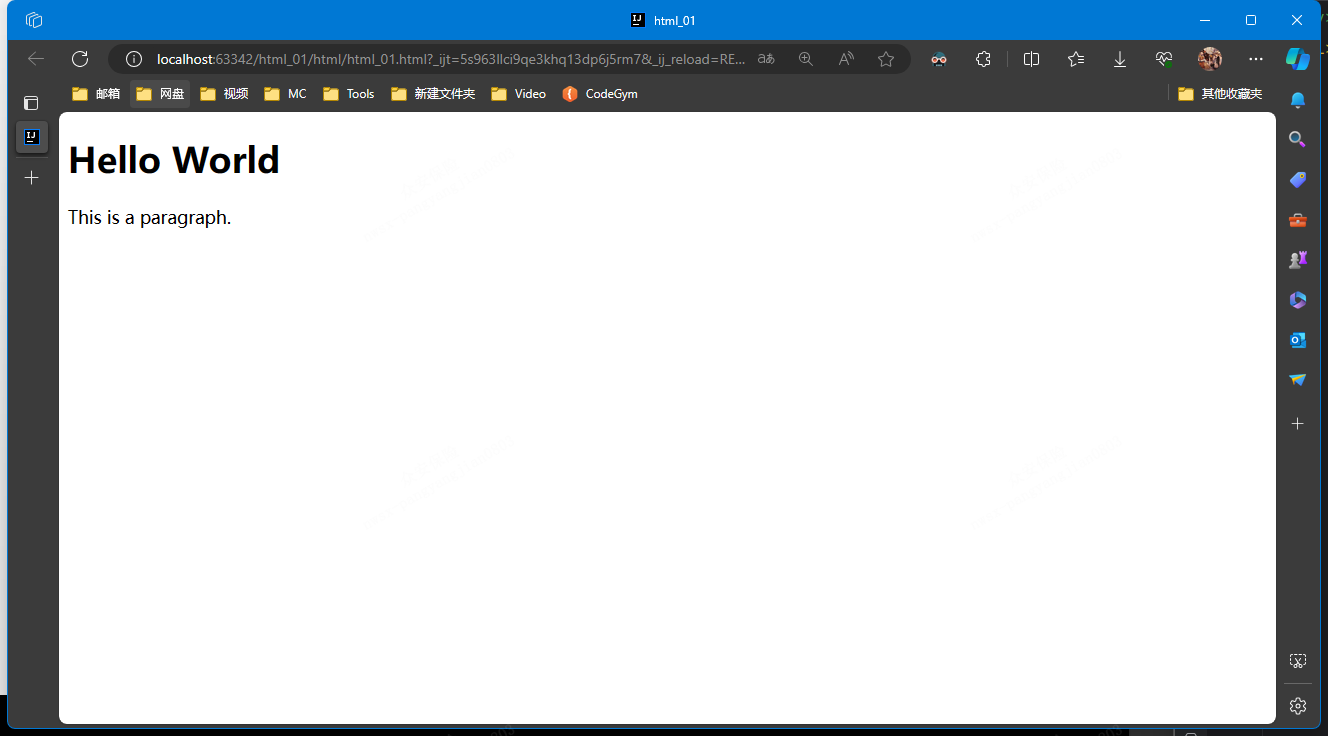 html_01
localhost:63342/html_01/html/html_01.html?_ijt=5s963llci9qe3khq13dp6j5rm7&_ij_reload=RE...
邮箱 网盘 视频 MC Tools 新建文件夹 Video CodeGym 其他收藏夹
Hello World
This is a paragraph.